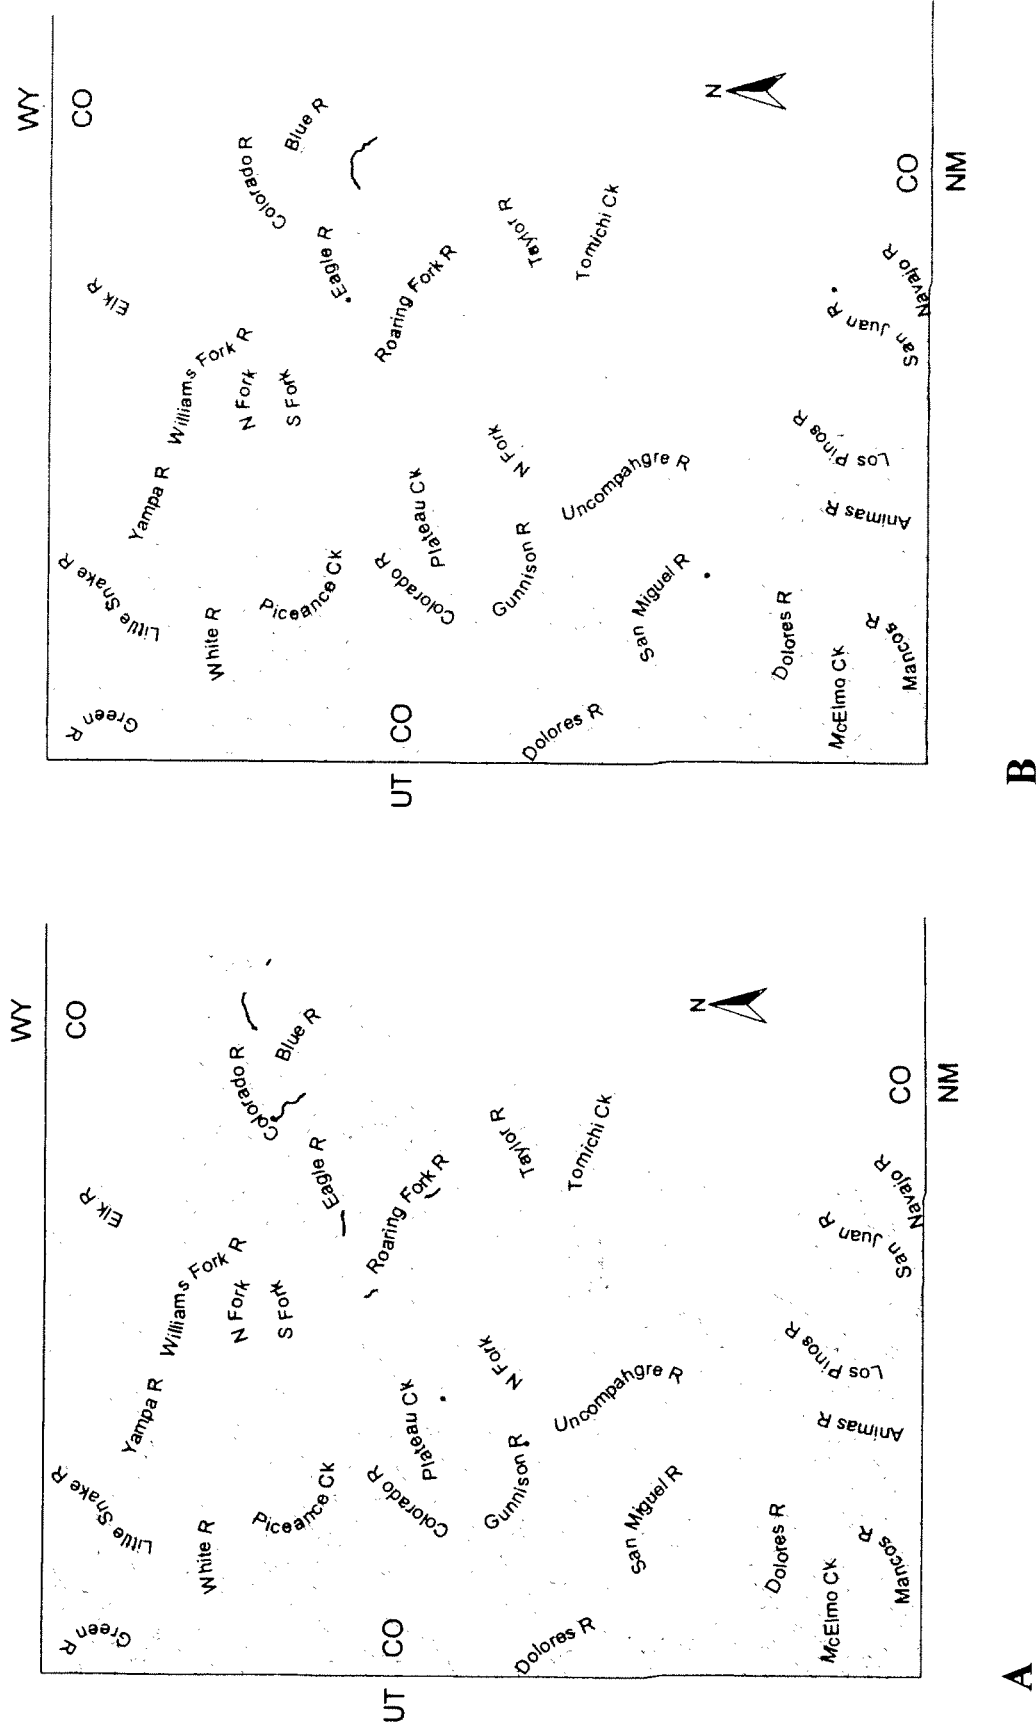 WY
CO
Green R
Little Snake R
Elk R
Yampa R
Williams Fork R
White R
N Fork
S Fork
Piceance Ck
Colorado R
Blue R
Eagle R
Roaring Fork R
UT
CO
Colorado R
Plateau Ck
N Fork
Gunnison R
Taylor R
Tomichi Ck
Dolores R
Uncompahgre R
San Miguel R
N
Dolores R
McElmo Ck
Mancos R
Animas R
Los Pinos R
San Juan R
Navajo R
CO
NM
A
WY
CO
Green R
Little Snake R
Elk R
Yampa R
Williams Fork R
White R
N Fork
S Fork
Piceance Ck
Colorado R
Blue R
Eagle R
Roaring Fork R
UT
CO
Colorado R
Plateau Ck
N Fork
Gunnison R
Taylor R
Tomichi Ck
Dolores R
Uncompahgre R
San Miguel R
N
Dolores R
McElmo Ck
Mancos R
Animas R
Los Pinos R
San Juan R
Navajo R
CO
NM
B